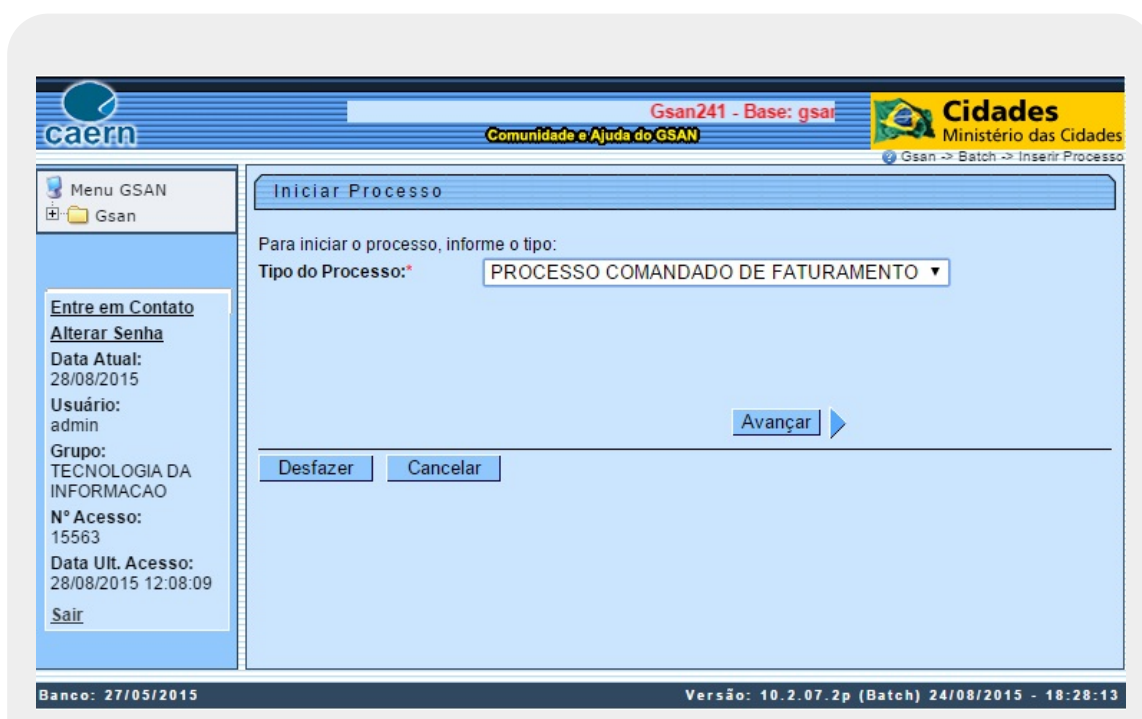 caern
Gsan241 - Base: gsan
Comunidade e Ajuda do GSAN
Cidades
Ministério das Cidades
Gsan -> Batch -> Inserir Processo
Menu GSAN
Gsan
Iniciar Processo
Para iniciar o processo, informe o tipo:
Tipo do Processo:* PROCESSO COMANDADO DE FATURAMENTO
Avançar
Desfazer Cancelar
Entre em Contato
Alterar Senha
Data Atual:
28/08/2015
Usuário:
admin
Grupo:
TECNOLOGIA DA
INFORMACAO
Nº Acesso:
15563
Data Ult. Acesso:
28/08/2015 12:08:09
Sair
Banco: 27/05/2015 Versão: 10.2.07.2p (Batch) 24/08/2015 - 18:28:13